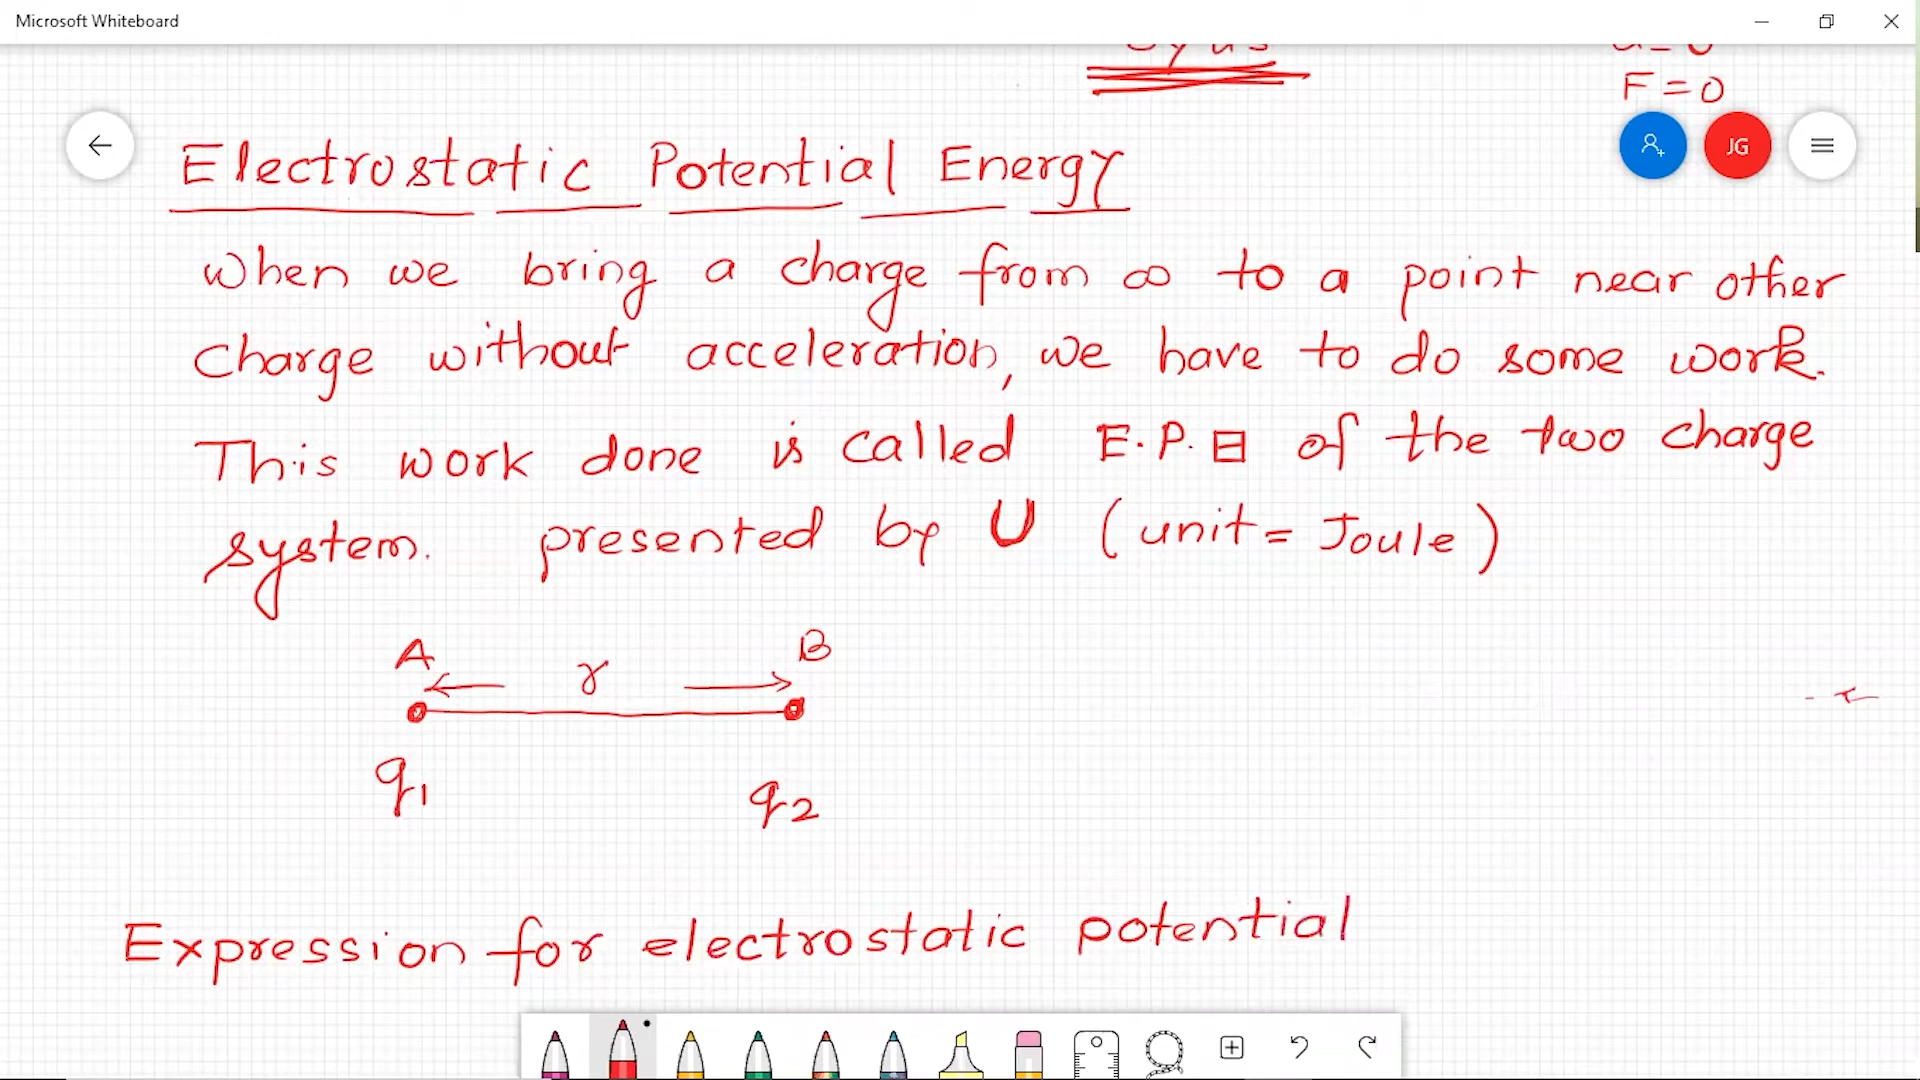 Microsoft Whiteboard
F = 0
JG
Electrostatic Potential Energy
When we bring a charge from ∞ to a point near other
charge without acceleration, we have to do some work.
This work done is called E.P.E of the two charge
system. presented by U (unit = Joule)
A r B
q1 q2
Expression for electrostatic potential